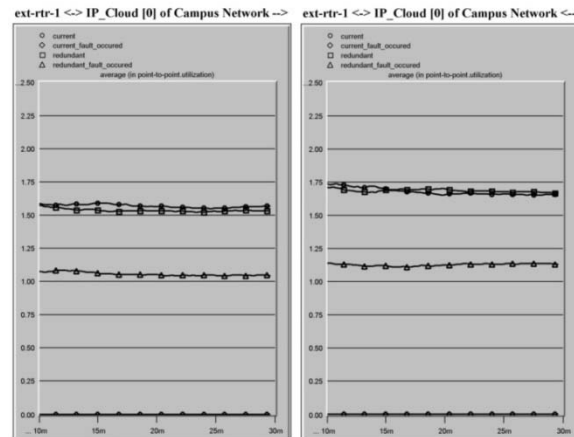 ext-rtr-1 <-> IP_Cloud [0] of Campus Network -->
current
current_fault_occured
redundant
redundant_fault_occured
average (in point-to-point.utilization)
...2.50
2.25
2.00
1.75
1.50
1.25
1.00
0.75
0.50
0.25
0.00
... 10m 15m 20m 25m 30m
ext-rtr-1 <-> IP_Cloud [0] of Campus Network <--
current
current_fault_occured
redundant
redundant_fault_occured
average (in point-to-point.utilization)
...2.50
2.25
2.00
1.75
1.50
1.25
1.00
0.75
0.50
0.25
0.00
... 10m 15m 20m 25m 30m